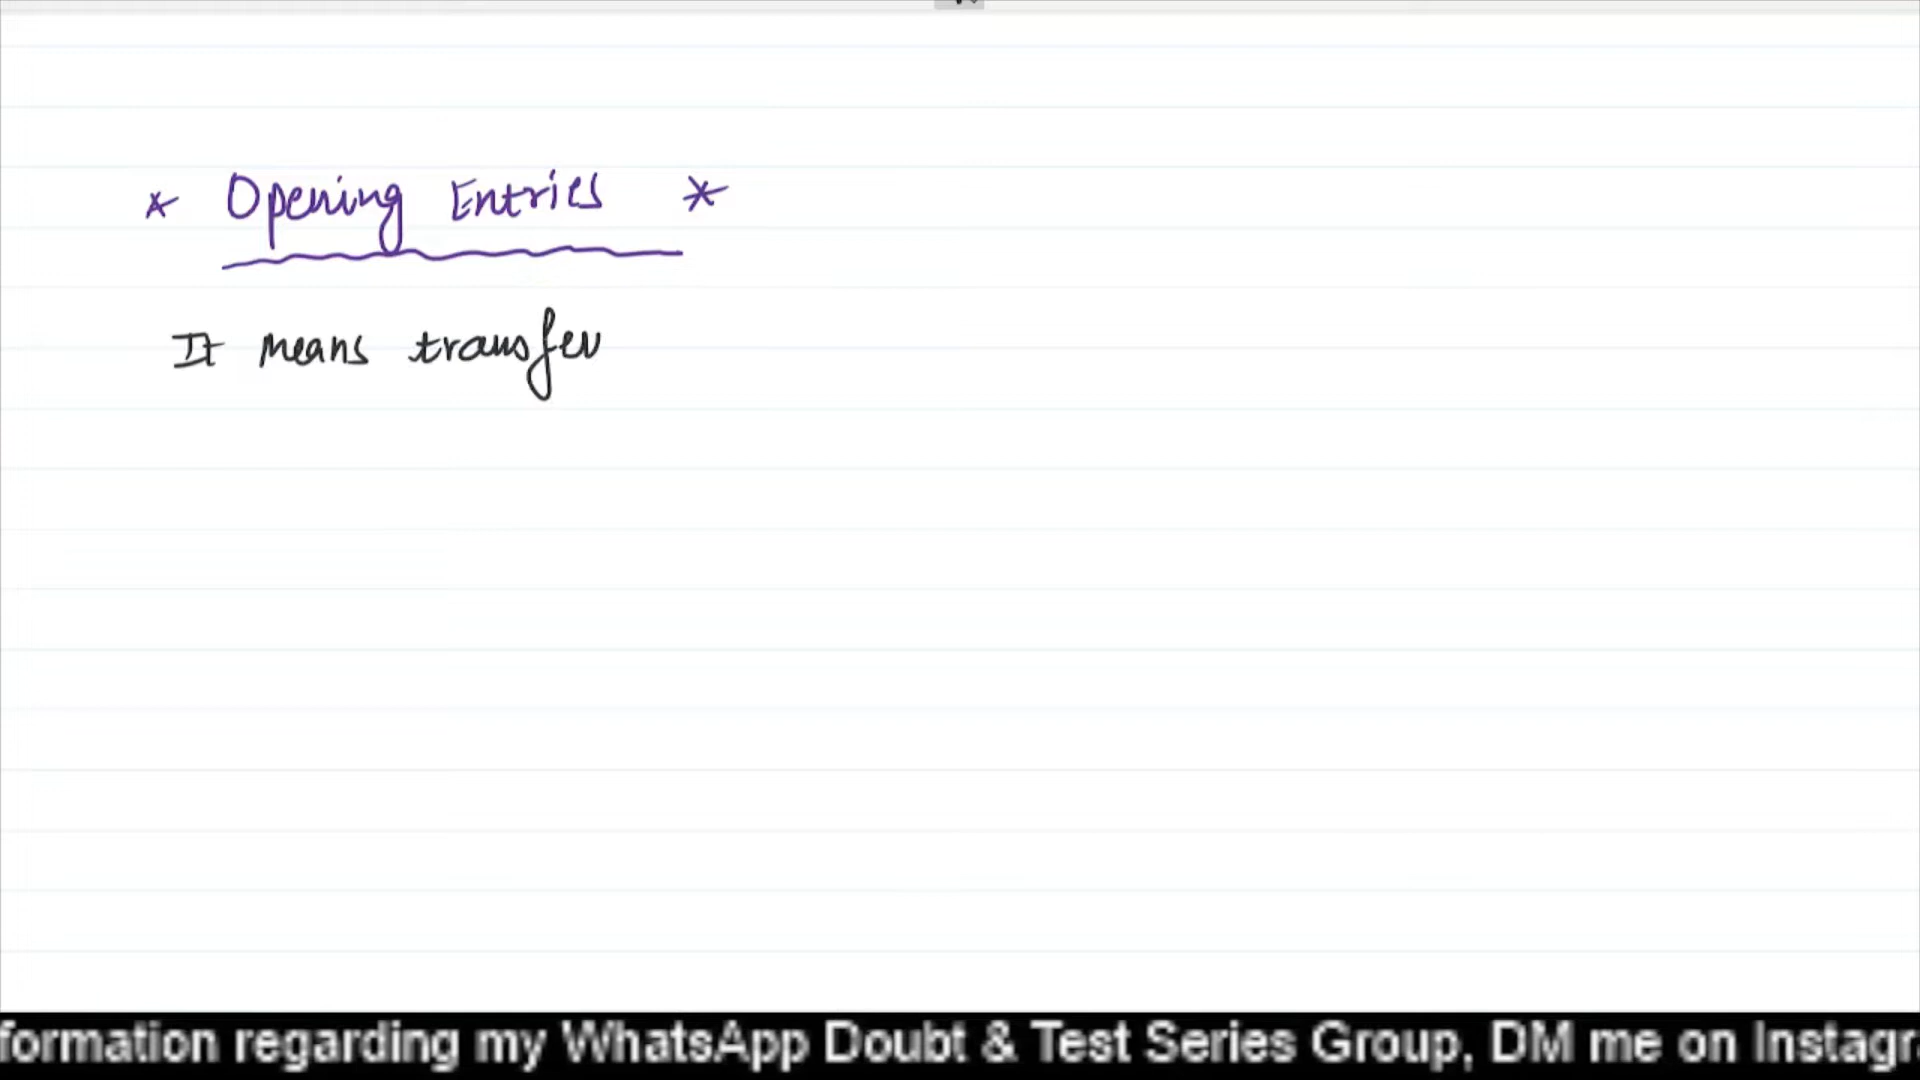 * Opening Entries *
It means transfer
formation regarding my WhatsApp Doubt & Test Series Group, DM me on Instagr